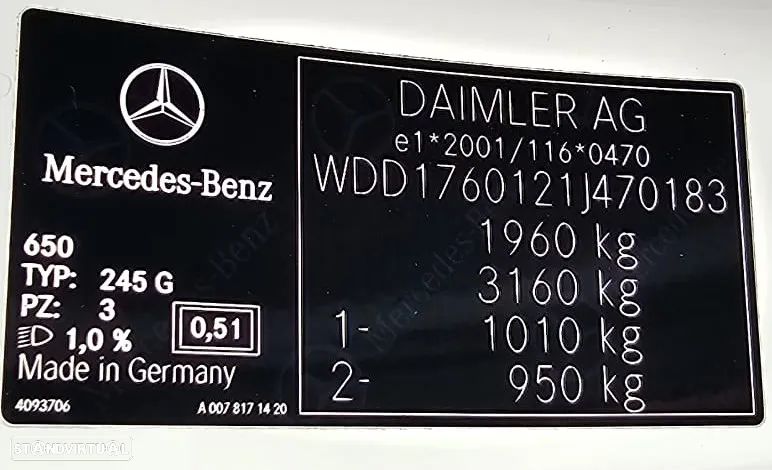 Mercedes-Benz
650
TYP: 245 G
PZ: 3
1,0 %
0,51
Made in Germany
4093706
A 007 817 14 20
DAIMLER AG
e1*2001/116*0470
WDD1760121J470183
1960 kg
3160 kg
1- 1010 kg
2- 950 kg
STANDVIRTUAL